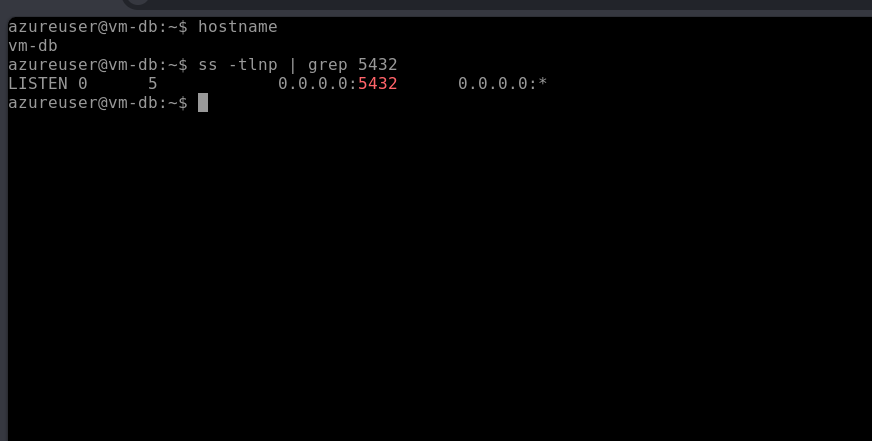 azureuser@vm-db:~$ hostname
vm-db
azureuser@vm-db:~$ ss -tlnp | grep 5432
LISTEN 0      5            0.0.0.0:5432      0.0.0.0:*
azureuser@vm-db:~$